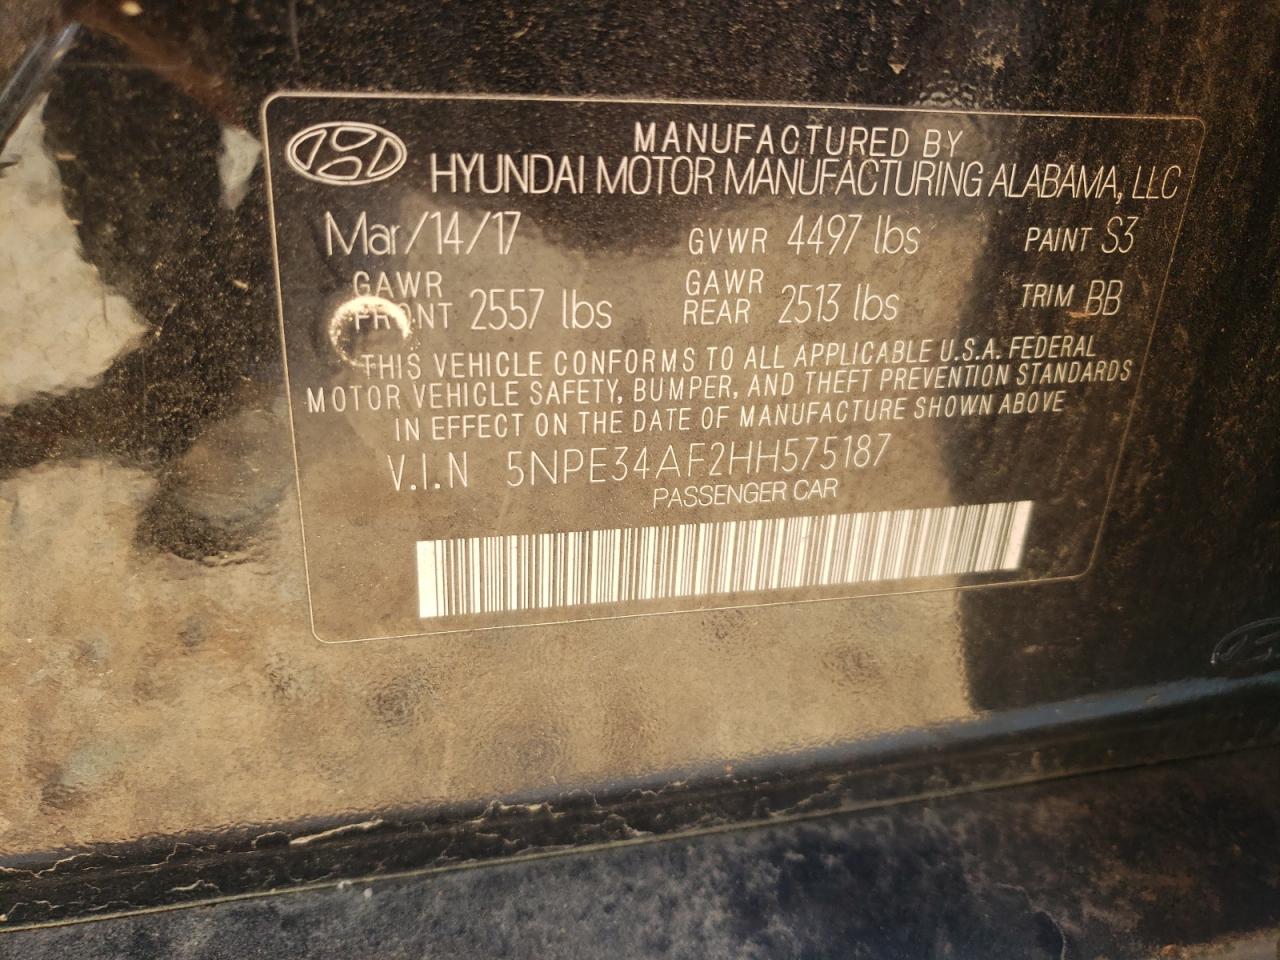 MANUFACTURED BY
HYUNDAI MOTOR MANUFACTURING ALABAMA, LLC
Mar/14/17 GVWR 4497 lbs PAINT S3
GAWR FRONT 2557 lbs GAWR REAR 2513 lbs TRIM BB
THIS VEHICLE CONFORMS TO ALL APPLICABLE U.S.A. FEDERAL
MOTOR VEHICLE SAFETY, BUMPER, AND THEFT PREVENTION STANDARDS
IN EFFECT ON THE DATE OF MANUFACTURE SHOWN ABOVE
V.I.N 5NPE34AF2HH575187
PASSENGER CAR